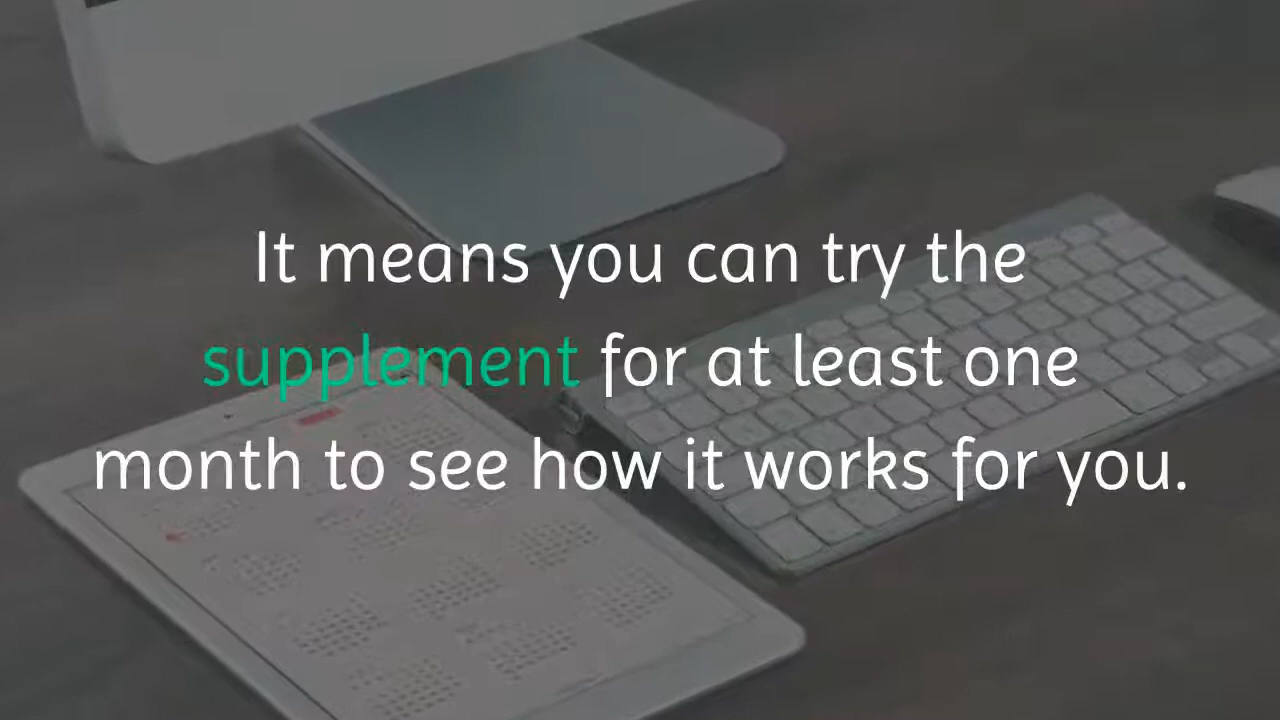 It means you can try the
supplement for at least one
month to see how it works for you.